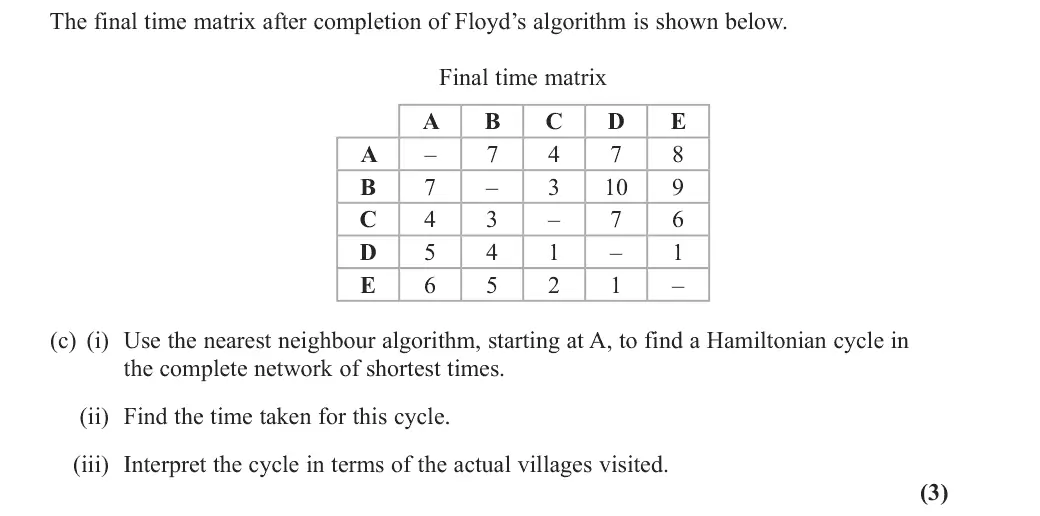 The final time matrix after completion of Floyd’s algorithm is shown below.
Final time matrix
A B C D E
A – 7 4 7 8
B 7 – 3 10 9
C 4 3 – 7 6
D 5 4 1 – 1
E 6 5 2 1 –
(c) (i) Use the nearest neighbour algorithm, starting at A, to find a Hamiltonian cycle in
the complete network of shortest times.
(ii) Find the time taken for this cycle.
(iii) Interpret the cycle in terms of the actual villages visited.
(3)